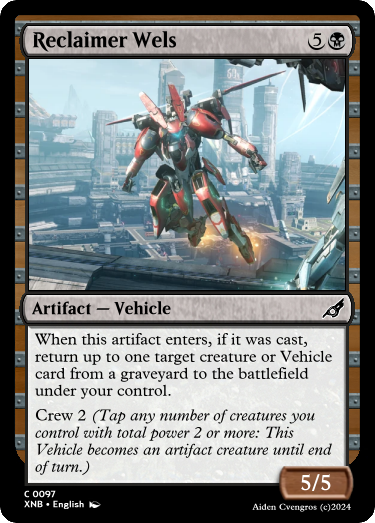 Reclaimer Wels 5
Artifact — Vehicle
When this artifact enters, if it was cast,
return up to one target creature or Vehicle
card from a graveyard to the battlefield
under your control.
Crew 2 (Tap any number of creatures you
control with total power 2 or more: This
Vehicle becomes an artifact creature until end
of turn.)
5/5
C 0097
XNB • English
Aiden Cvengros (c)2024